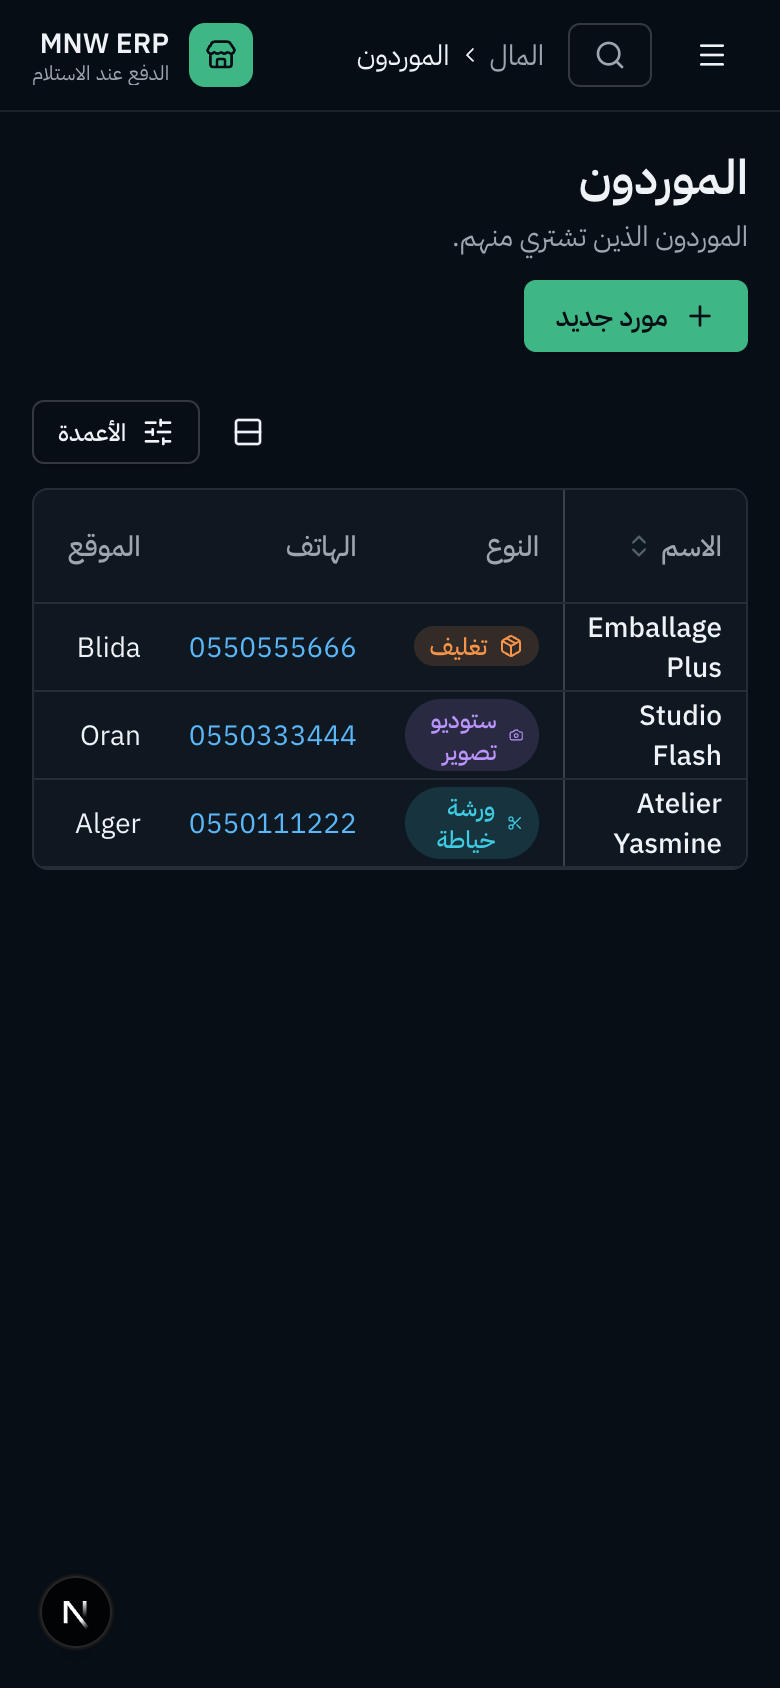 المال › الموردون
MNW ERP
الدفع عند الاستلام
الموردون
الموردون الذين تشتري منهم.
+ مورد جديد
الأعمدة
الاسم النوع الهاتف الموقع
Emballage
Plus
تغليف
0550555666
Blida
Studio
Flash
ستوديو
تصوير
0550333444
Oran
Atelier
Yasmine
ورشة
خياطة
0550111222
Alger
N